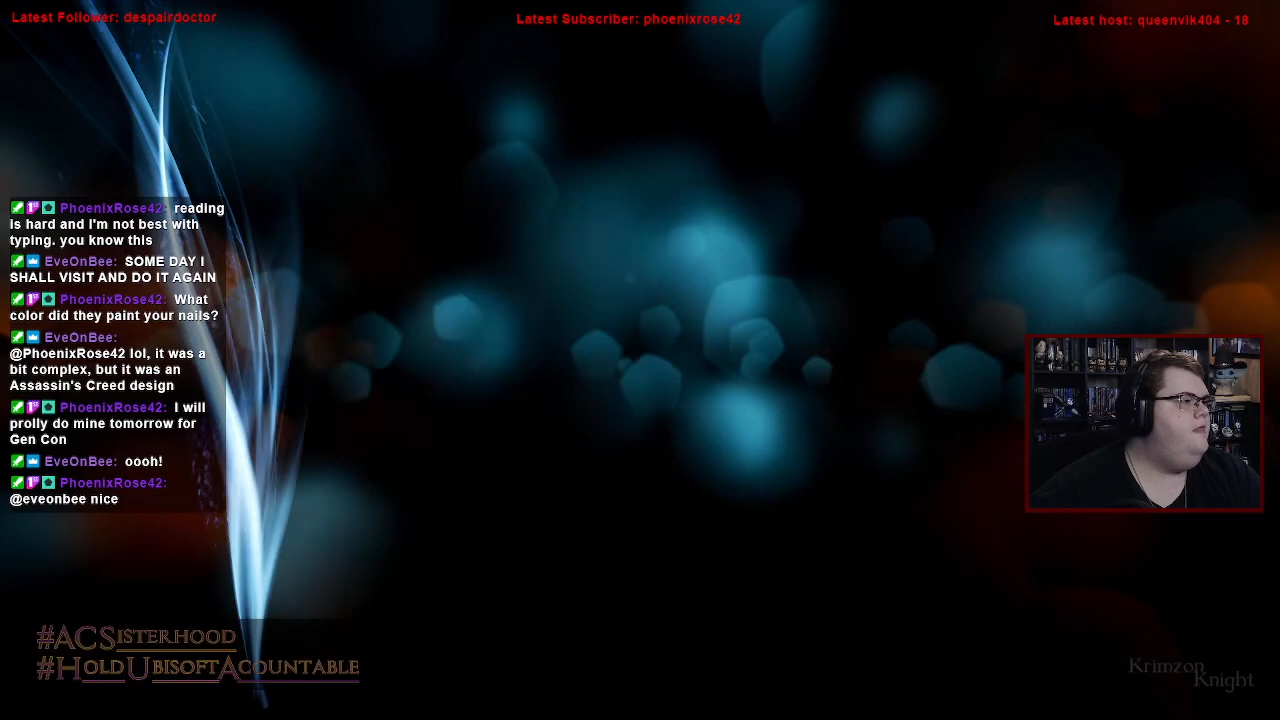 Latest Follower: despairdoctor
Latest Subscriber: phoenixrose42
Latest host: queenvik404 - 18
PhoenixRose42: reading
is hard and I'm not best with
typing. you know this
EveOnBee: SOME DAY I
SHALL VISIT AND DO IT AGAIN
PhoenixRose42: What
color did they paint your nails?
EveOnBee:
@PhoenixRose42 lol, it was a
bit complex, but it was an
Assassin's Creed design
PhoenixRose42: I will
prolly do mine tomorrow for
Gen Con
EveOnBee: oooh!
PhoenixRose42:
@eveonbee nice
#ACSisterhood
#HoldUbisoftAcountable
Krimzon
Knight